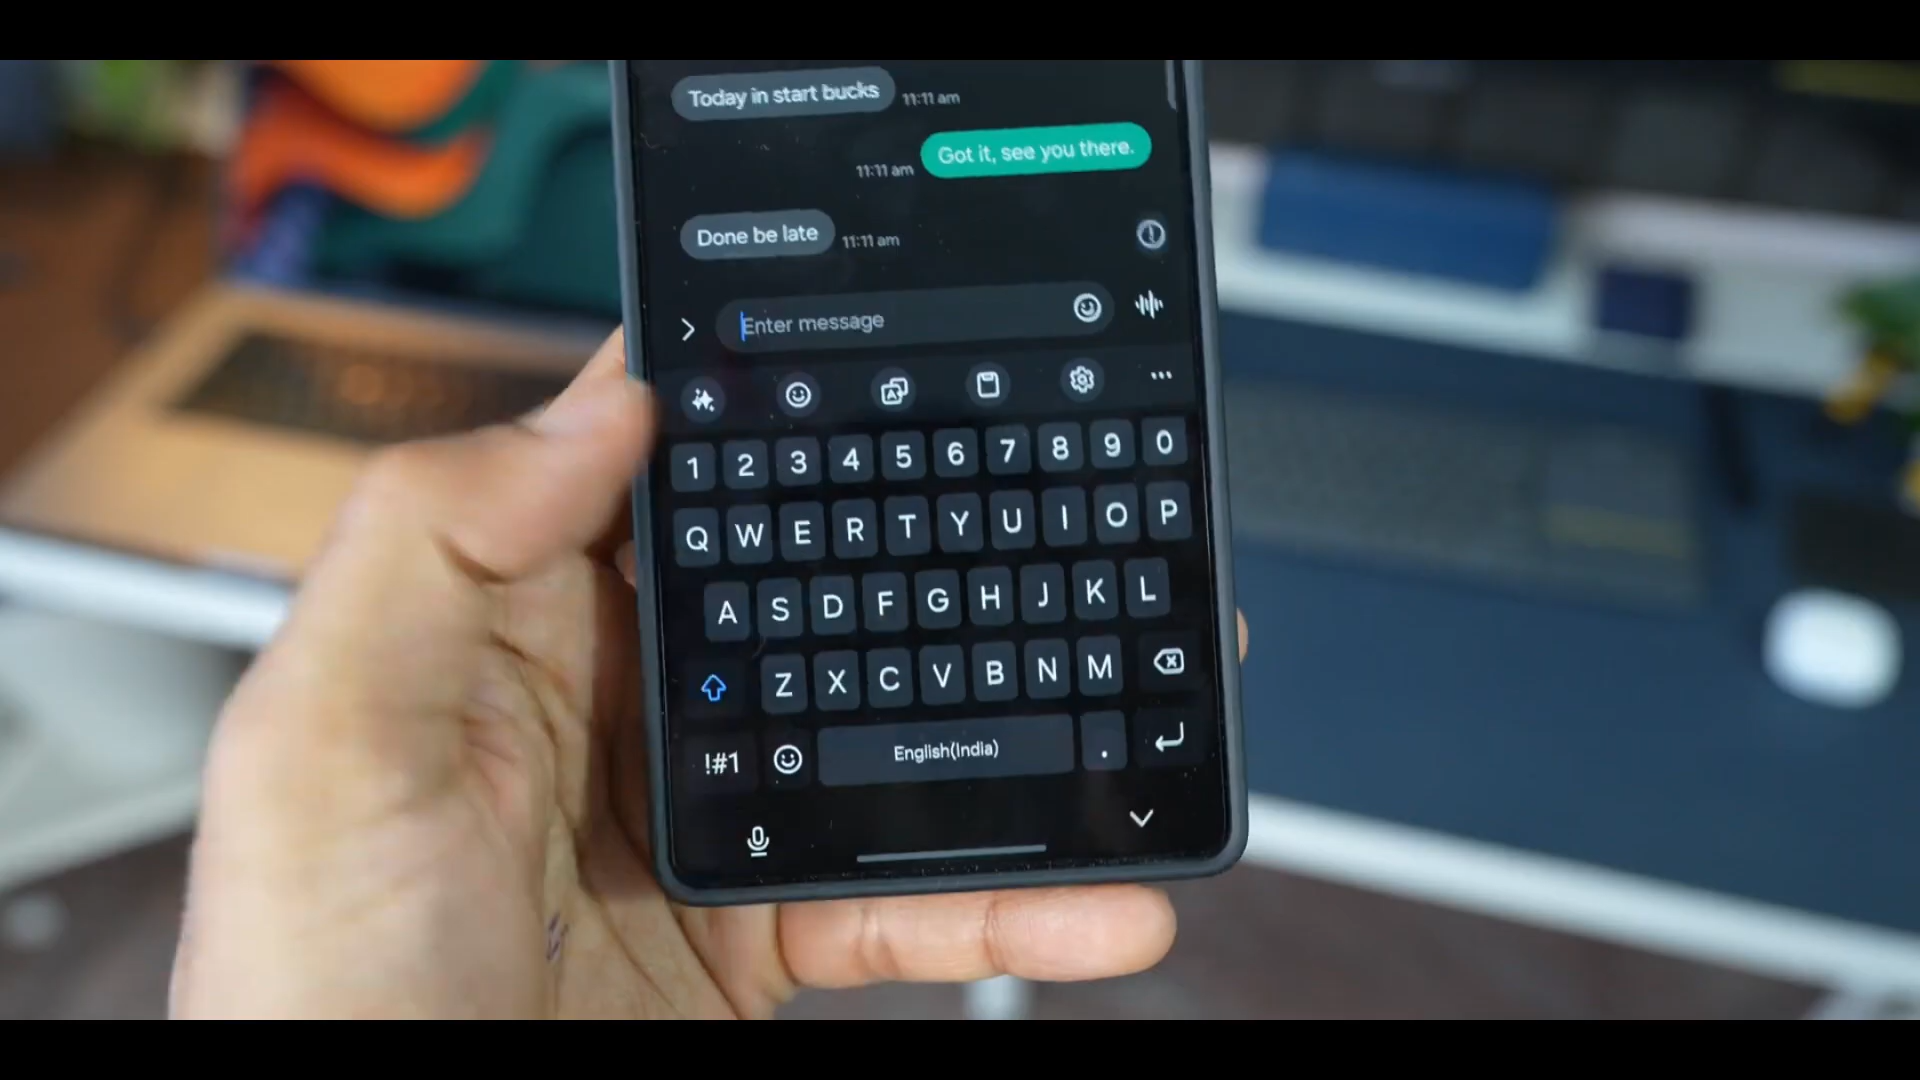 Today in start bucks 11:11 am
Got it, see you there.
11:11 am
Done be late 11:11 am
Enter message
1 2 3 4 5 6 7 8 9 0
Q W E R T Y U I O P
A S D F G H J K L
Z X C V B N M
!#1 English(India) .